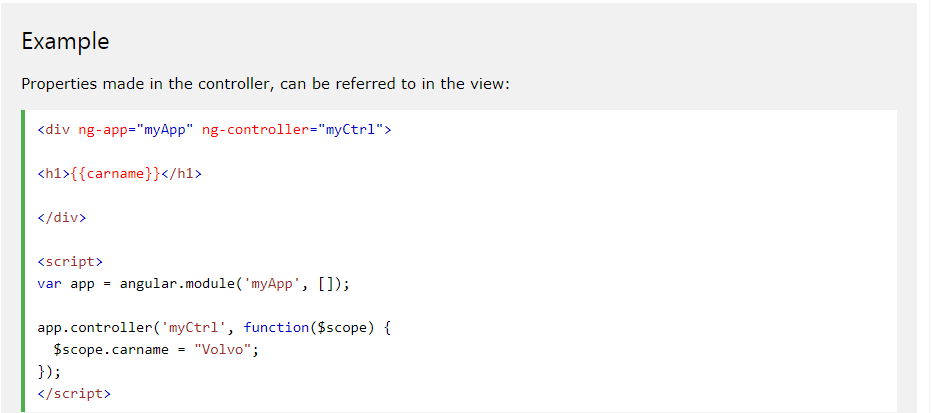 Example
Properties made in the controller, can be referred to in the view:
<div ng-app="myApp" ng-controller="myCtrl">
<h1>{{carname}}</h1>
</div>
<script>
var app = angular.module('myApp', []);
app.controller('myCtrl', function($scope) {
  $scope.carname = "Volvo";
});
</script>